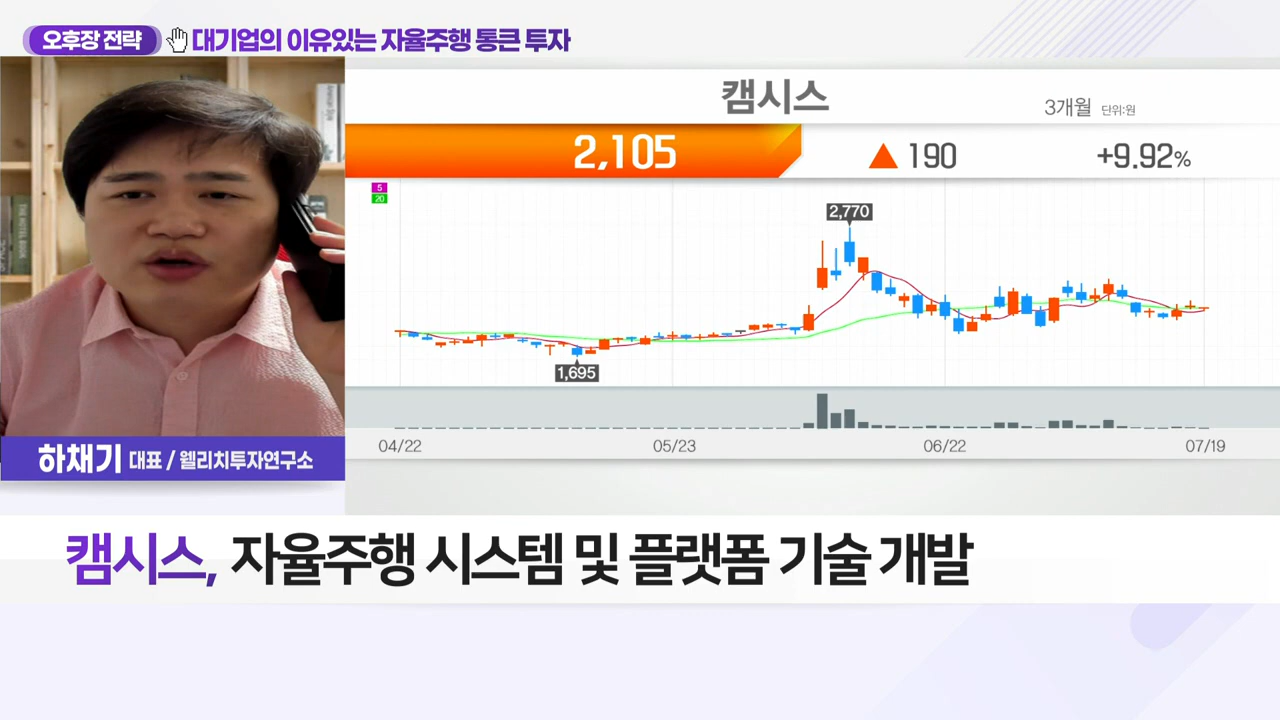 오후장 전략
대기업의 이유있는 자율주행 통큰 투자
캠시스
3개월 단위:원
2,105 ▲ 190 +9.92%
5
20
2,770
1,695
04/22 05/23 06/22 07/19
THE HOTEL BOOK
하채기 대표 / 웰리치투자연구소
캠시스, 자율주행 시스템 및 플랫폼 기술 개발